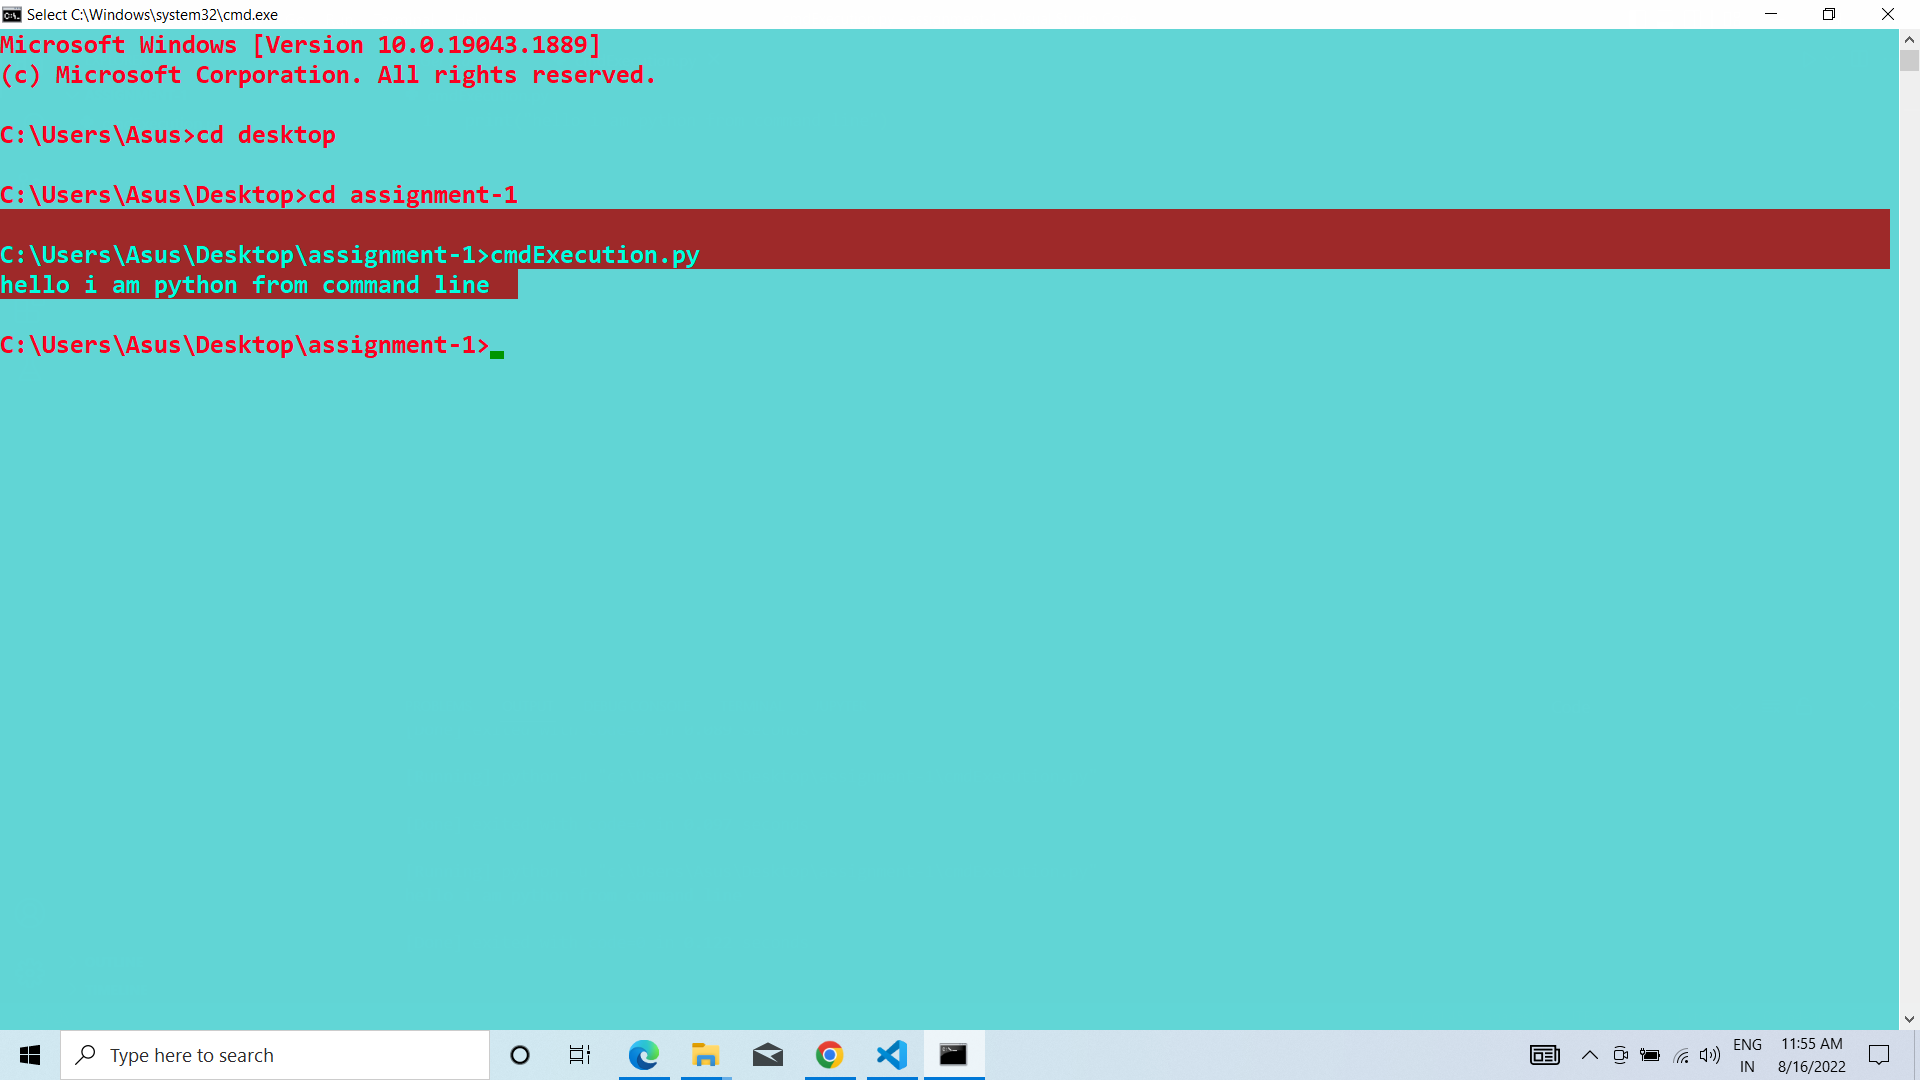 Select C:\Windows\system32\cmd.exe
Microsoft Windows [Version 10.0.19043.1889]
(c) Microsoft Corporation. All rights reserved.
C:\Users\Asus>cd desktop
C:\Users\Asus\Desktop>cd assignment-1
C:\Users\Asus\Desktop\assignment-1>cmdExecution.py
hello i am python from command line
C:\Users\Asus\Desktop\assignment-1>
Type here to search
ENG
IN
11:55 AM
8/16/2022